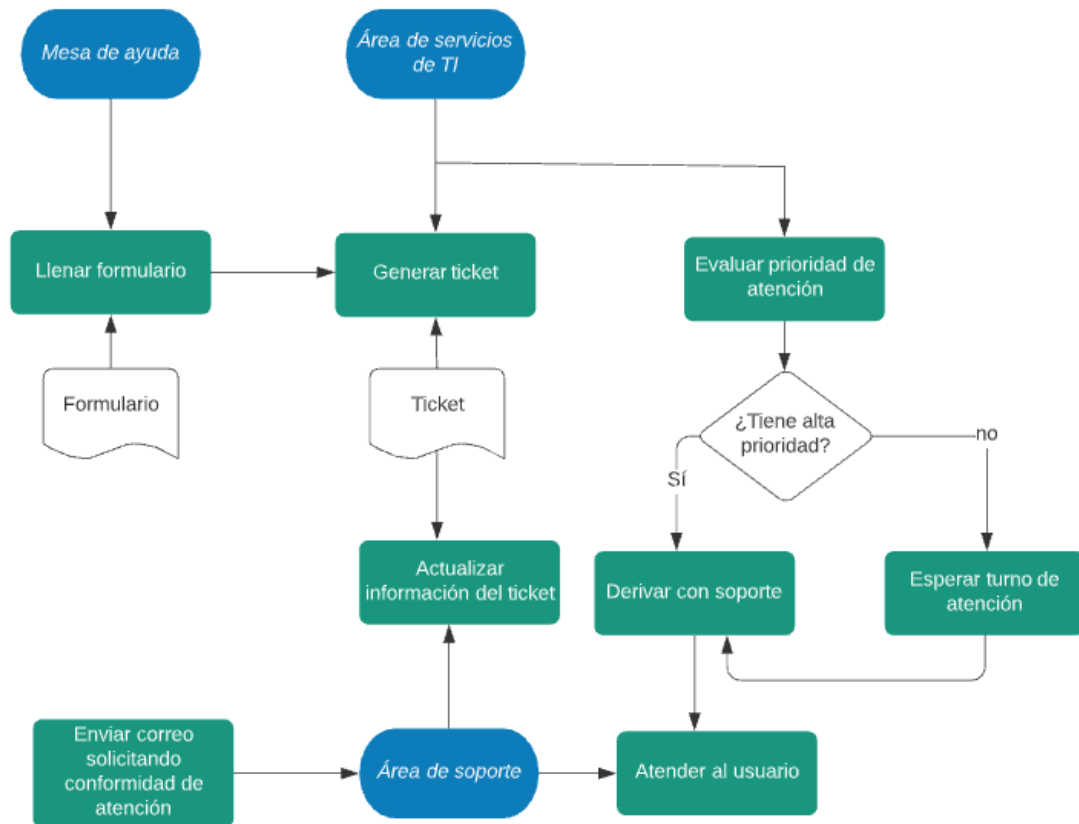 Mesa de ayuda
Área de servicios
de TI
Llenar formulario
Generar ticket
Evaluar prioridad de
atención
Formulario
Ticket
¿Tiene alta
prioridad?
Sí
no
Actualizar
información del ticket
Derivar con soporte
Esperar turno de
atención
Enviar correo
solicitando
conformidad de
atención
Área de soporte
Atender al usuario